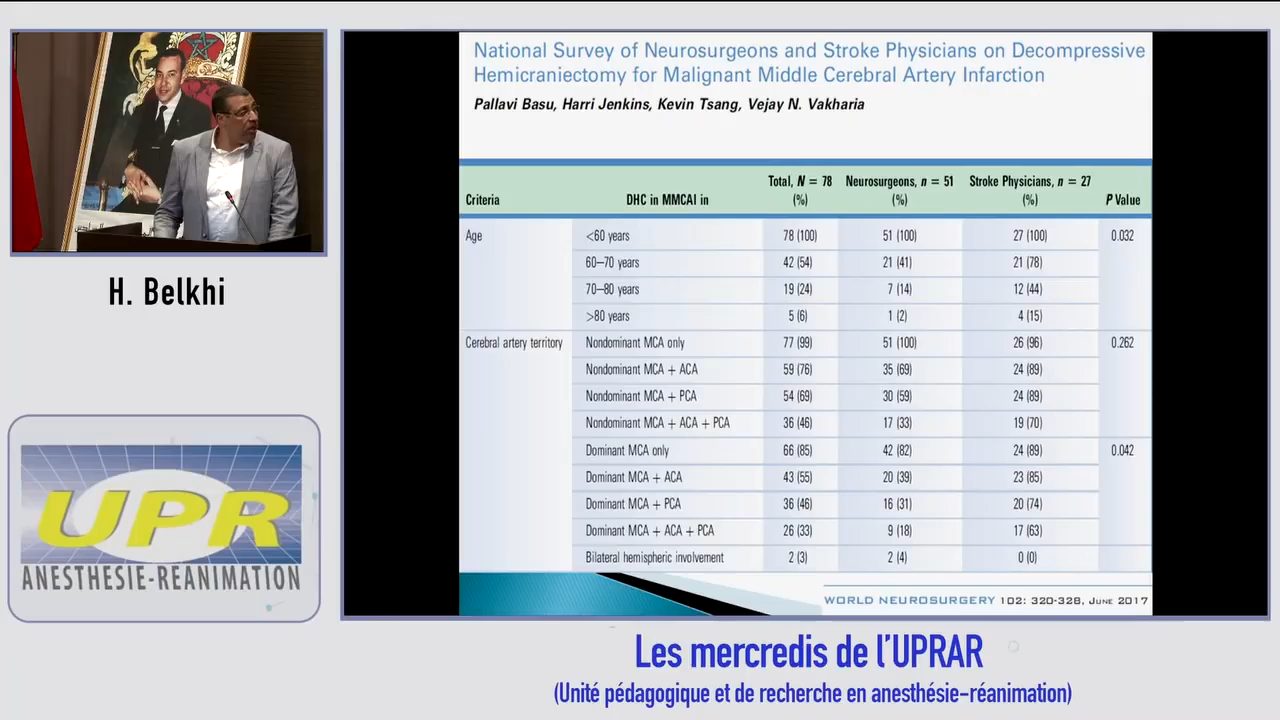 National Survey of Neurosurgeons and Stroke Physicians on Decompressive
Hemicraniectomy for Malignant Middle Cerebral Artery Infarction
Pallavi Basu, Harri Jenkins, Kevin Tsang, Vejay N. Vakharia
Criteria DHC in MMCAI in Total, N = 78 (%) Neurosurgeons, n = 51 (%) Stroke Physicians, n = 27 (%) P Value
Age <60 years 78 (100) 51 (100) 27 (100) 0.032
60–70 years 42 (54) 21 (41) 21 (78)
70–80 years 19 (24) 7 (14) 12 (44)
>80 years 5 (6) 1 (2) 4 (15)
Cerebral artery territory Nondominant MCA only 77 (99) 51 (100) 26 (96) 0.262
Nondominant MCA + ACA 59 (76) 35 (69) 24 (89)
Nondominant MCA + PCA 54 (69) 30 (59) 24 (89)
Nondominant MCA + ACA + PCA 36 (46) 17 (33) 19 (70)
Dominant MCA only 66 (85) 42 (82) 24 (89) 0.042
Dominant MCA + ACA 43 (55) 20 (39) 23 (85)
Dominant MCA + PCA 36 (46) 16 (31) 20 (74)
Dominant MCA + ACA + PCA 26 (33) 9 (18) 17 (63)
Bilateral hemispheric involvement 2 (3) 2 (4) 0 (0)
WORLD NEUROSURGERY 102: 320-328, JUNE 2017
H. Belkhi
UPR
ANESTHESIE-REANIMATION
Les mercredis de l'UPRAR
(Unité pédagogique et de recherche en anesthésie-réanimation)